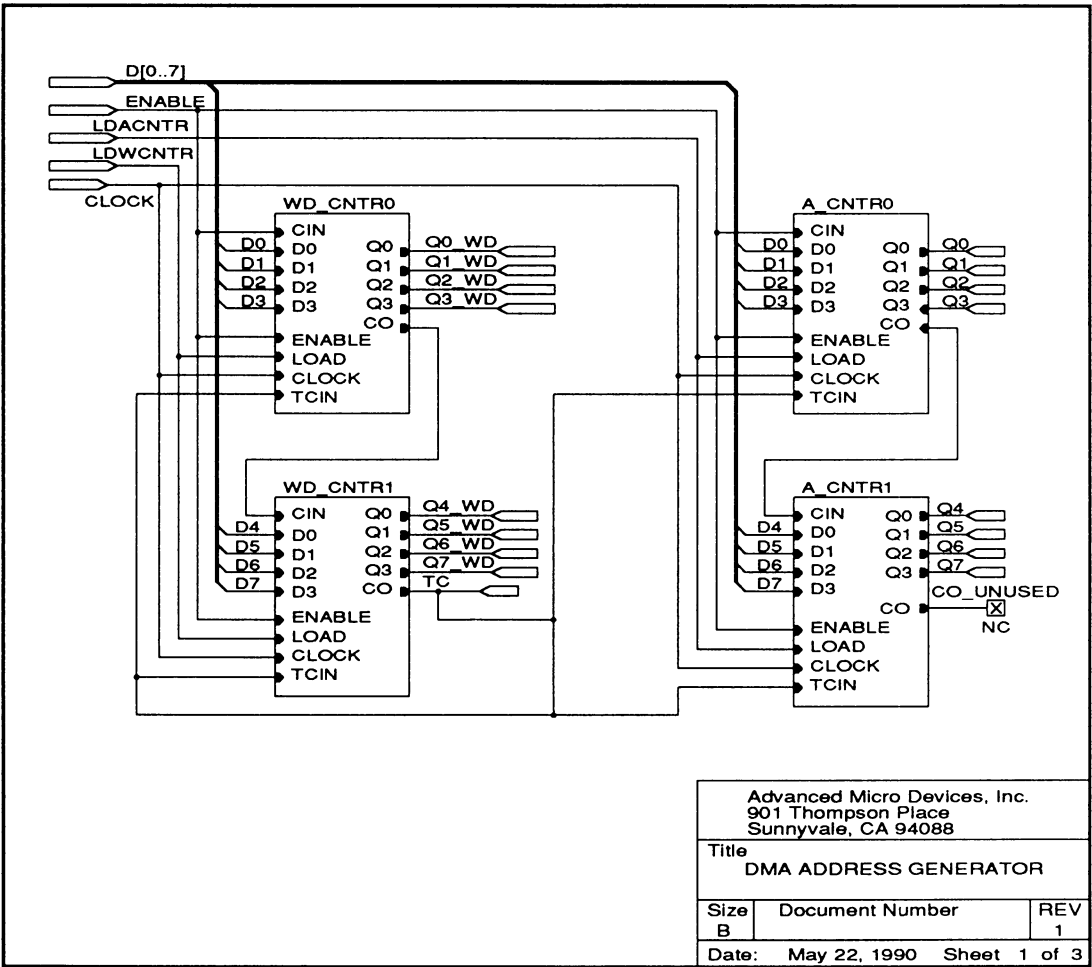 D[0..7]
ENABLE
LDACNTR
LDWCNTR
CLOCK
WD_CNTR0
CIN
D0 D0 Q0 Q0_WD
D1 D1 Q1 Q1_WD
D2 D2 Q2 Q2_WD
D3 D3 Q3 Q3_WD
CO
ENABLE
LOAD
CLOCK
TCIN
A_CNTR0
CIN
D0 D0 Q0 Q0
D1 D1 Q1 Q1
D2 D2 Q2 Q2
D3 D3 Q3 Q3
CO
ENABLE
LOAD
CLOCK
TCIN
WD_CNTR1
CIN Q0 Q4_WD
D4 D0 Q1 Q5_WD
D5 D1 Q2 Q6_WD
D6 D2 Q3 Q7_WD
D7 D3 CO TC
ENABLE
LOAD
CLOCK
TCIN
A_CNTR1
CIN Q0 Q4
D4 D0 Q1 Q5
D5 D1 Q2 Q6
D6 D2 Q3 Q7
D7 D3 CO_UNUSED
CO X
NC
ENABLE
LOAD
CLOCK
TCIN
Advanced Micro Devices, Inc.
901 Thompson Place
Sunnyvale, CA 94088
Title
DMA ADDRESS GENERATOR
Size Document Number REV
B 1
Date: May 22, 1990 Sheet 1 of 3